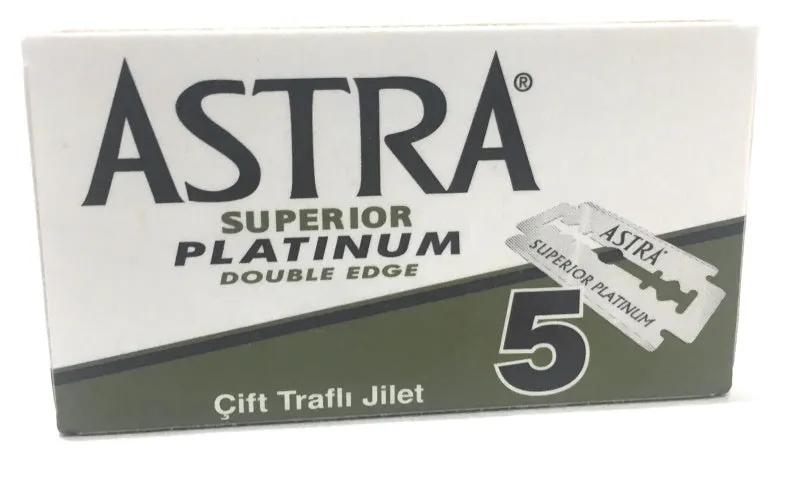 ASTRA®
SUPERIOR
PLATINUM
DOUBLE EDGE
ASTRA
SUPERIOR PLATINUM
5
Çift Traflı Jilet